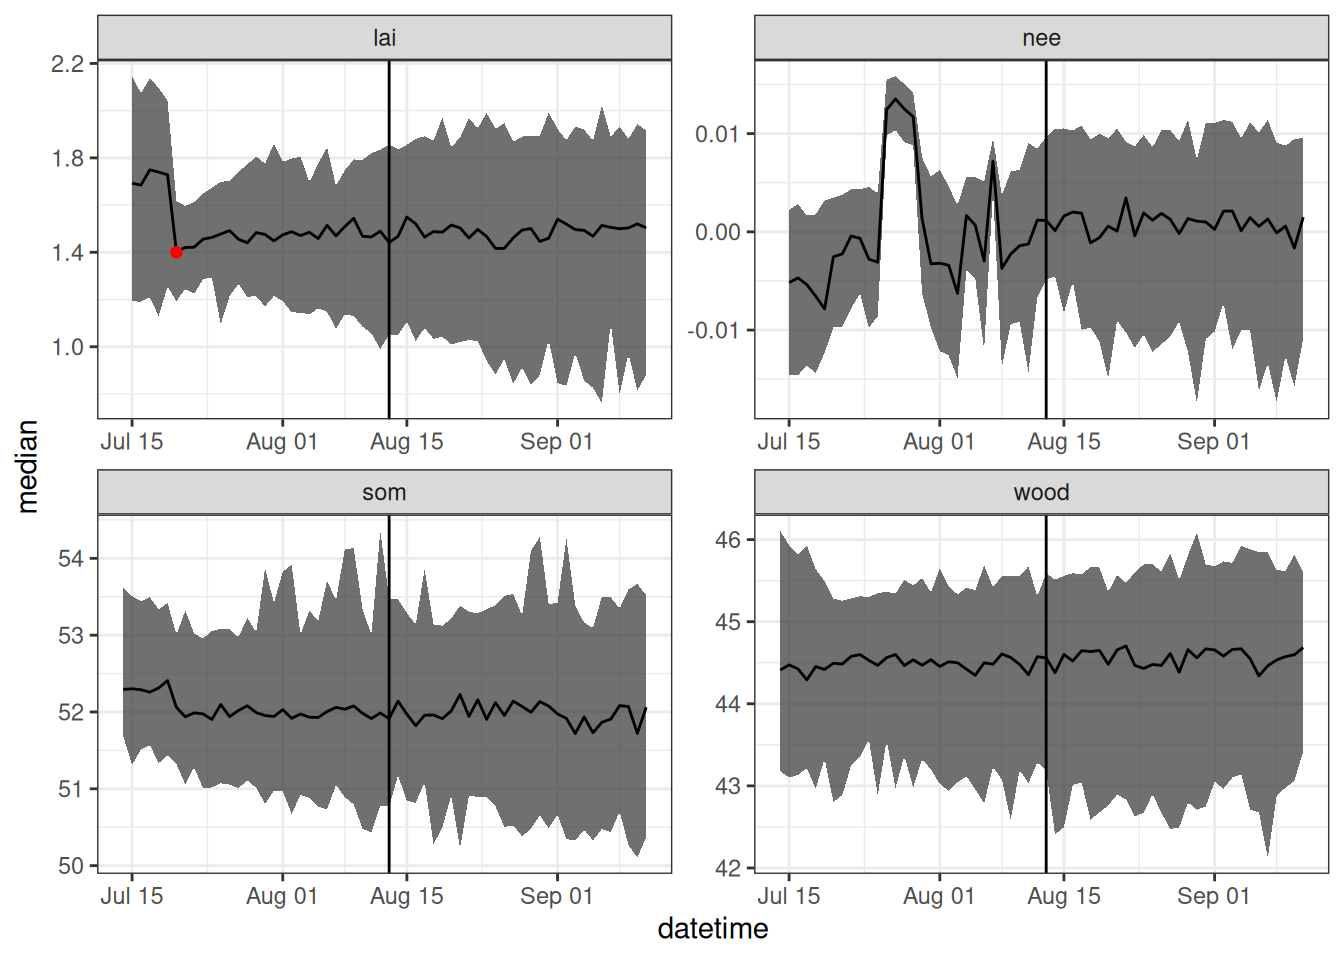 lai
nee
2.2
1.8
1.4
1.0
0.01
0.00
-0.01
Jul 15 Aug 01 Aug 15 Sep 01
Jul 15 Aug 01 Aug 15 Sep 01
median
som
wood
54
53
52
51
50
46
45
44
43
42
Jul 15 Aug 01 Aug 15 Sep 01
Jul 15 Aug 01 Aug 15 Sep 01
datetime